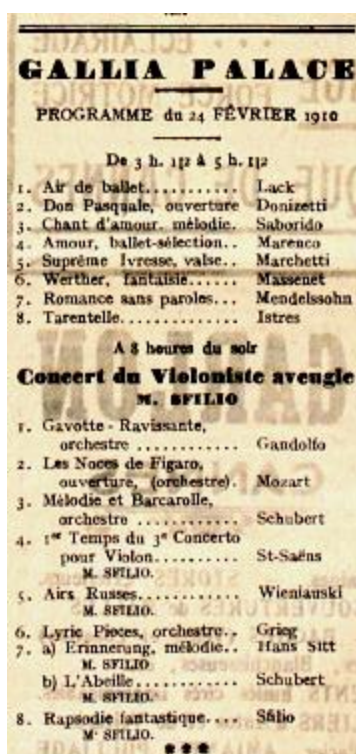 GALLIA PALACE
PROGRAMME du 24 FÉVRIER 1910
De 3 h. 1|2 à 5 h. 1|2
1. Air de ballet........... Lack
2. Don Pasquale, ouverture Donizetti
3. Chant d'amour. mélodie. Saborido
4. Amour, ballet-sélection.. Marenco
5. Suprême Ivresse, valse.. Marchetti
6. Werther, fantaisie...... Massenet
7. Romance sans paroles... Mendelssohn
8. Tarentelle............. Istres
A 8 heures du soir
Concert du Violoniste aveugle
M. SFILIO
1. Gavotte - Ravissante,
orchestre ............ Gandolfo
2. Les Noces de Figaro,
ouverture, (orchestre). Mozart
3. Mélodie et Barcarolle,
orchestre ............ Schubert
4. 1er Temps du 3e Concerto
pour Violon........... St-Saëns
M. SFILIO.
5. Airs Russes............ Wieniauski
M. SFILIO.
6. Lyric Pieces, orchestre.. Grieg
7. a) Erinnerung, mélodie.. Hans Sitt
M. SFILIO
b) L'Abeille............ Schubert
M. SFILIO.
8. Rapsodie fantastique.... Sfilio
M. SFILIO.